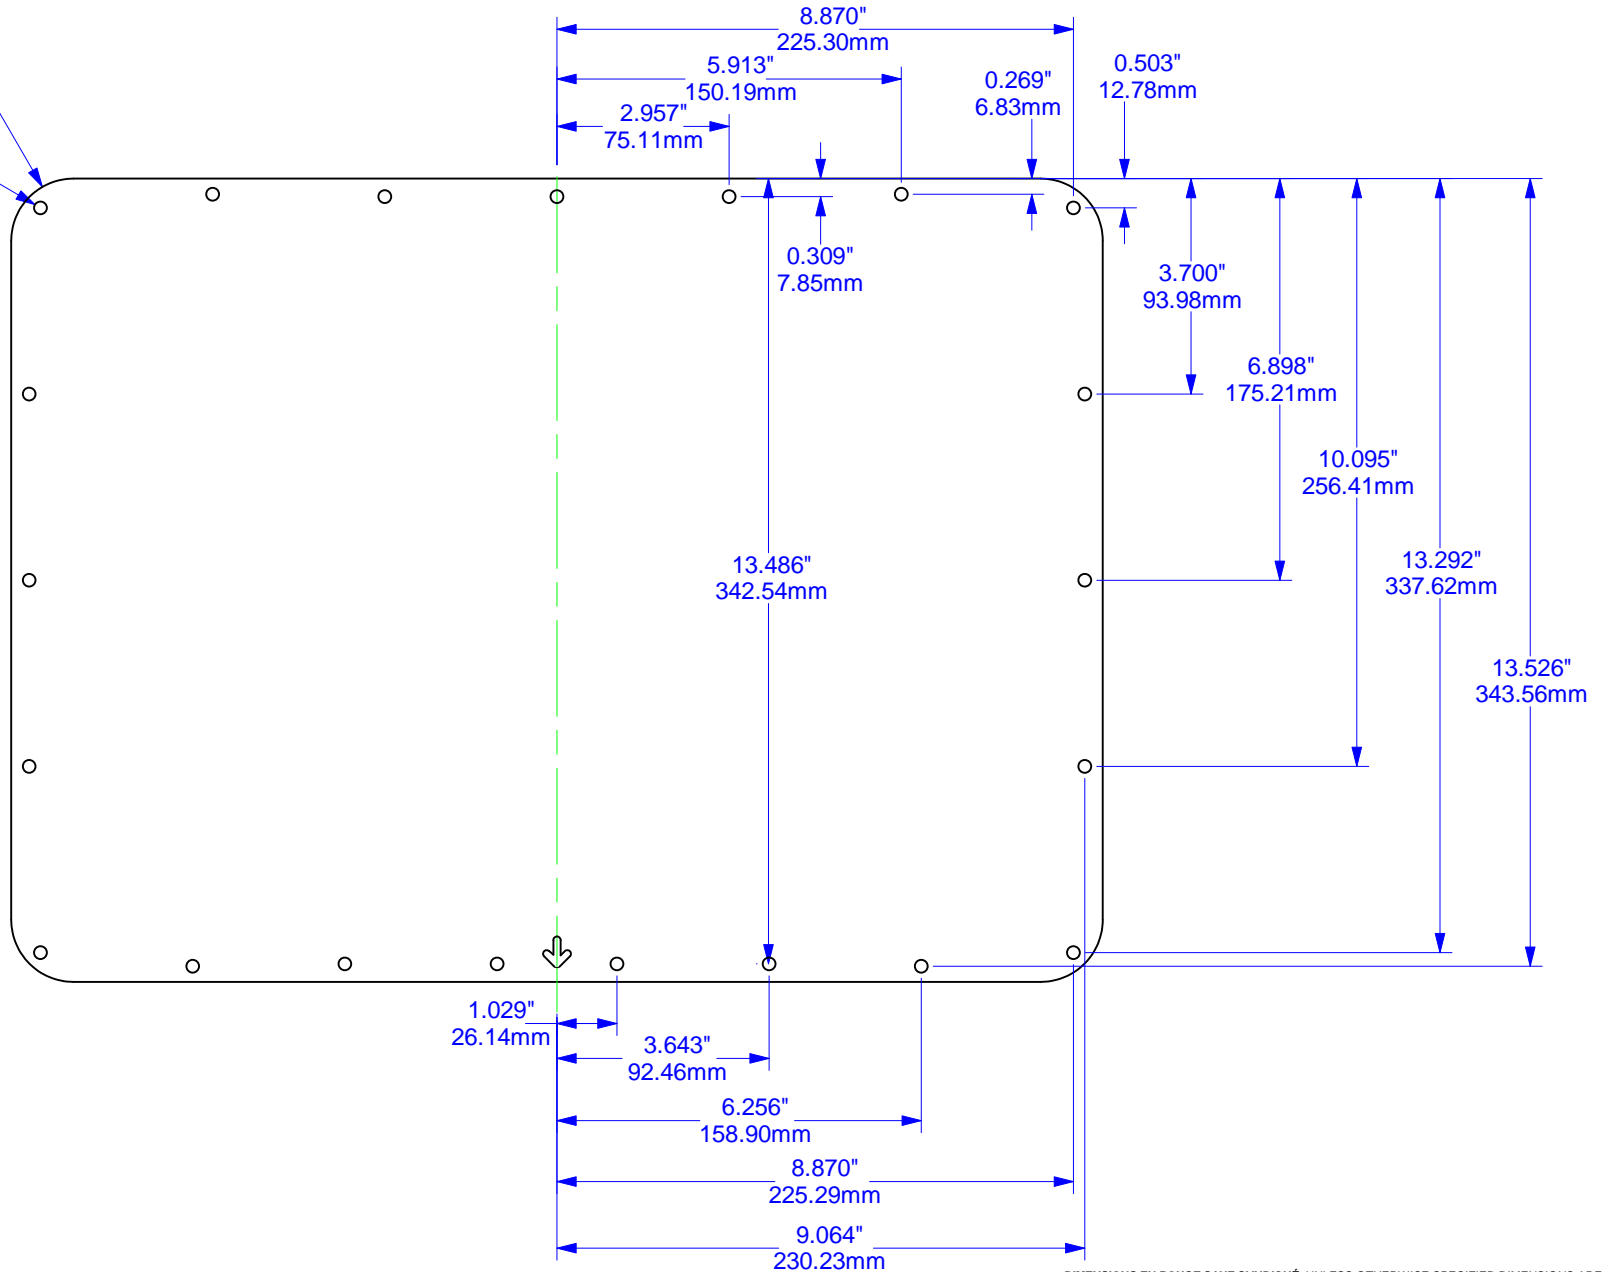 8.870"
225.30mm
5.913"
150.19mm
0.269"
6.83mm
0.503"
12.78mm
2.957"
75.11mm
0.309"
7.85mm
3.700"
93.98mm
6.898"
175.21mm
10.095"
256.41mm
13.486"
342.54mm
13.292"
337.62mm
13.526"
343.56mm
1.029"
26.14mm
3.643"
92.46mm
6.256"
158.90mm
8.870"
225.29mm
9.064"
230.23mm